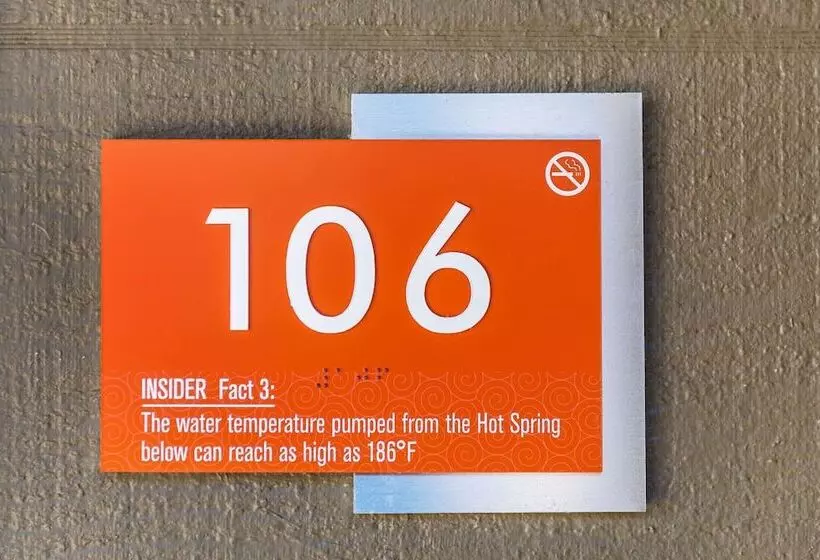 106
INSIDER Fact 3:
The water temperature pumped from the Hot Spring
below can reach as high as 186°F